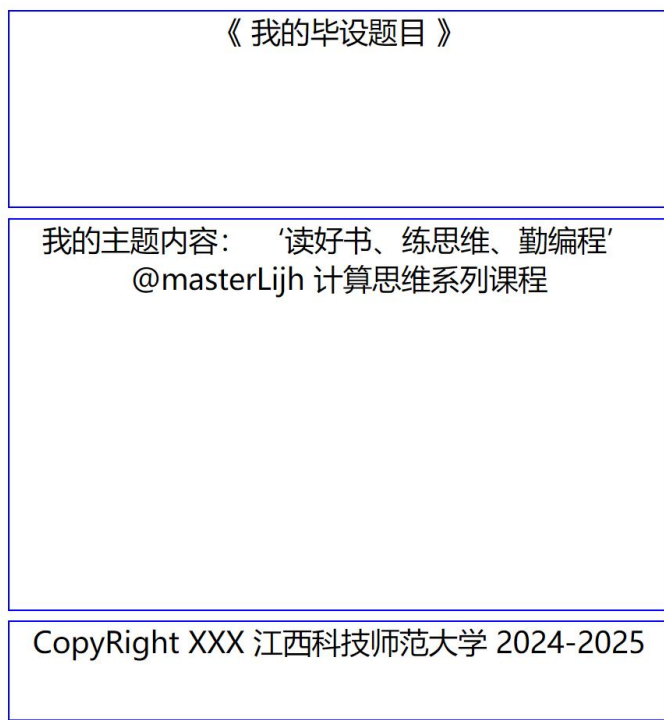 《 我的毕设题目 》
我的主题内容： ‘读好书、练思维、勤编程’
@masterLijh 计算思维系列课程
CopyRight XXX 江西科技师范大学 2024-2025